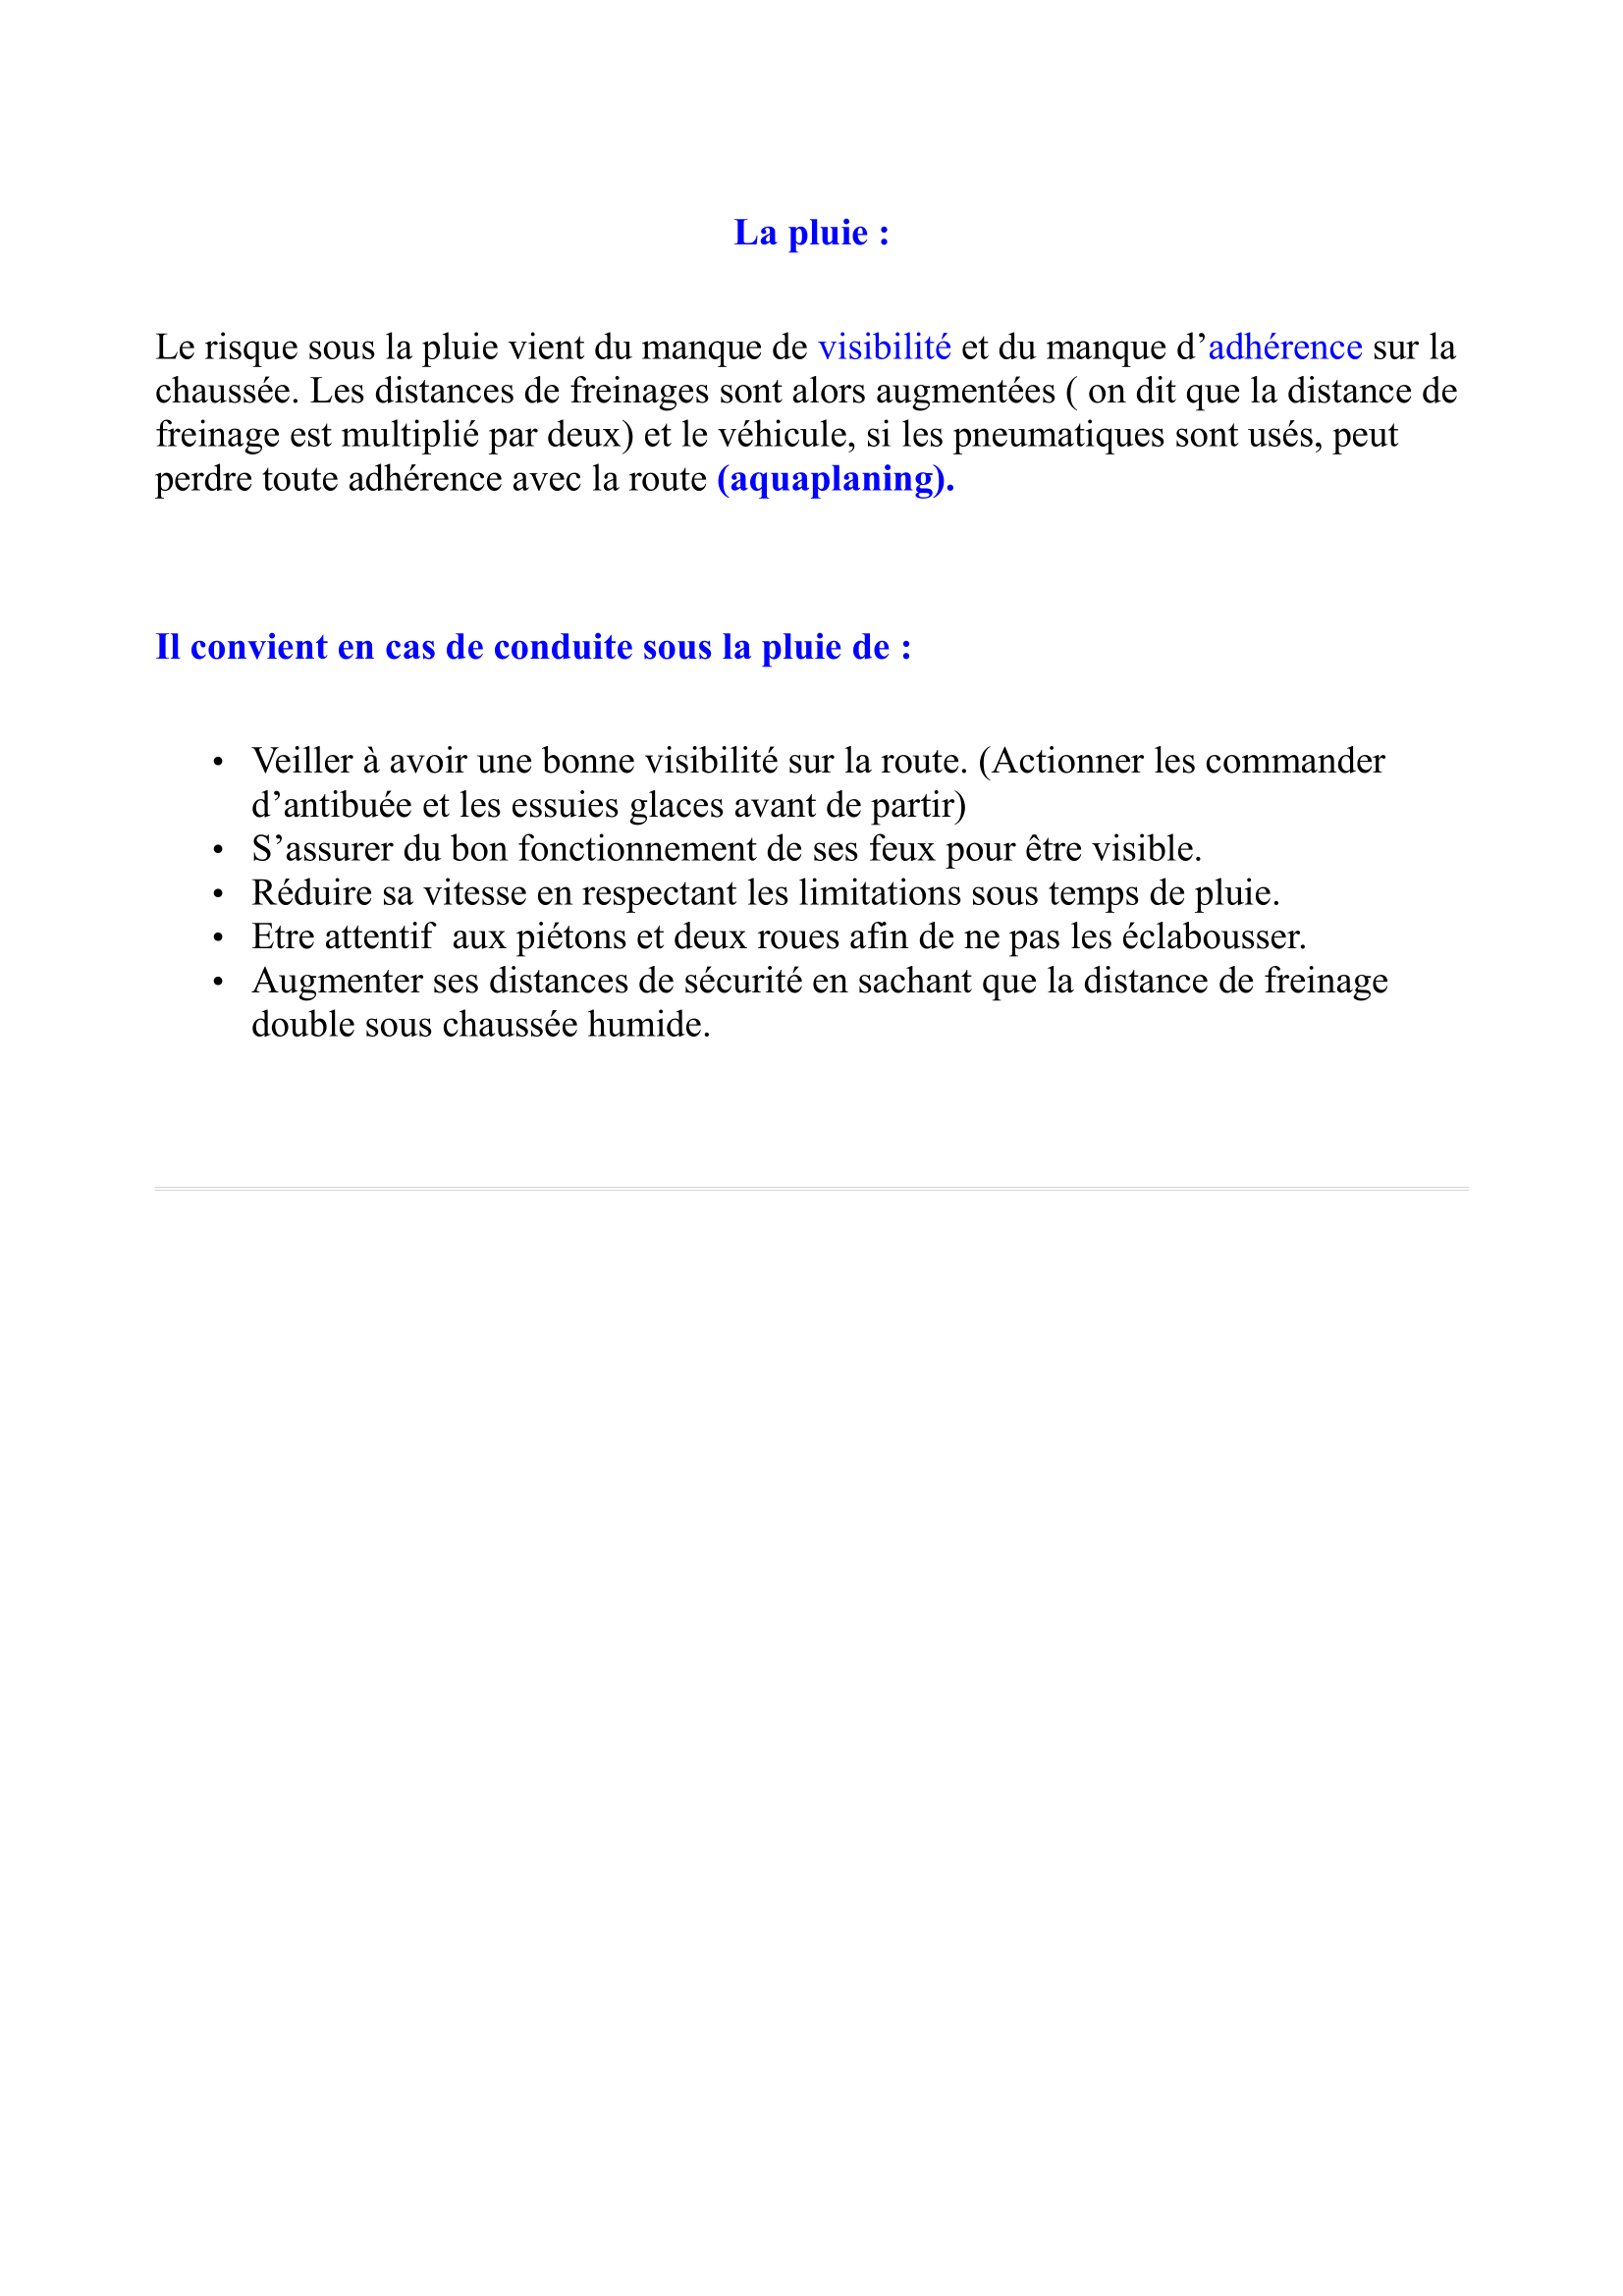 La pluie :
Le risque sous la pluie vient du manque de visibilité et du manque d’adhérence sur la
chaussée. Les distances de freinages sont alors augmentées ( on dit que la distance de
freinage est multiplié par deux) et le véhicule, si les pneumatiques sont usés, peut
perdre toute adhérence avec la route (aquaplaning).
Il convient en cas de conduite sous la pluie de :
• Veiller à avoir une bonne visibilité sur la route. (Actionner les commander
d’antibuée et les essuies glaces avant de partir)
• S’assurer du bon fonctionnement de ses feux pour être visible.
• Réduire sa vitesse en respectant les limitations sous temps de pluie.
• Etre attentif  aux piétons et deux roues afin de ne pas les éclabousser.
• Augmenter ses distances de sécurité en sachant que la distance de freinage
double sous chaussée humide.